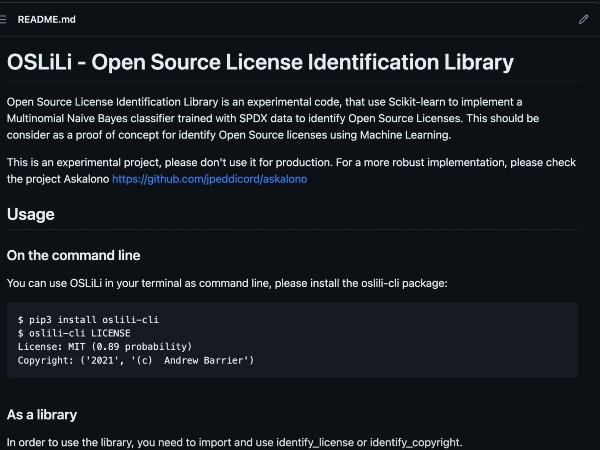 README.md
OSLiLi - Open Source License Identification Library
Open Source License Identification Library is an experimental code, that use Scikit-learn to implement a
Multinomial Naive Bayes classifier trained with SPDX data to identify Open Source Licenses. This should be
consider as a proof of concept for identify Open Source licenses using Machine Learning.
This is an experimental project, please don't use it for production. For a more robust implementation, please check
the project Askalono https://github.com/jpeddicord/askalono
Usage
On the command line
You can use OSLiLi in your terminal as command line, please install the oslili-cli package:
$ pip3 install oslili-cli
$ oslili-cli LICENSE
License: MIT (0.89 probability)
Copyright: ('2021', '(c)  Andrew Barrier')
As a library
In order to use the library, you need to import and use identify_license or identify_copyright.